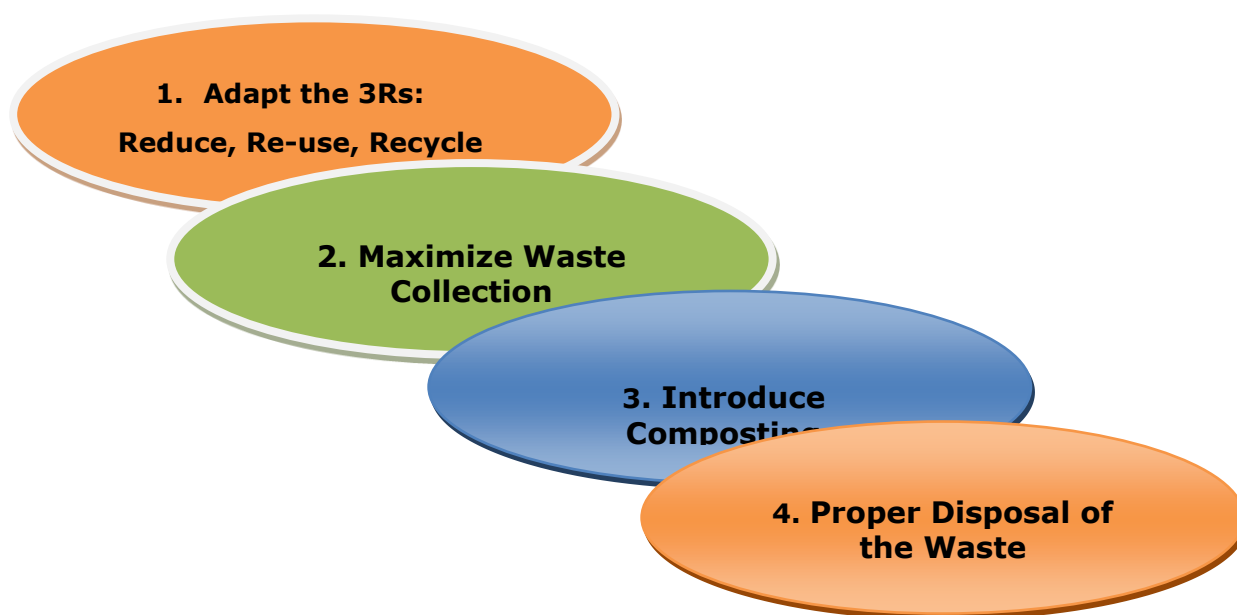 1. Adapt the 3Rs:
Reduce, Re-use, Recycle
2. Maximize Waste
Collection
3. Introduce
Composting
4. Proper Disposal of
the Waste